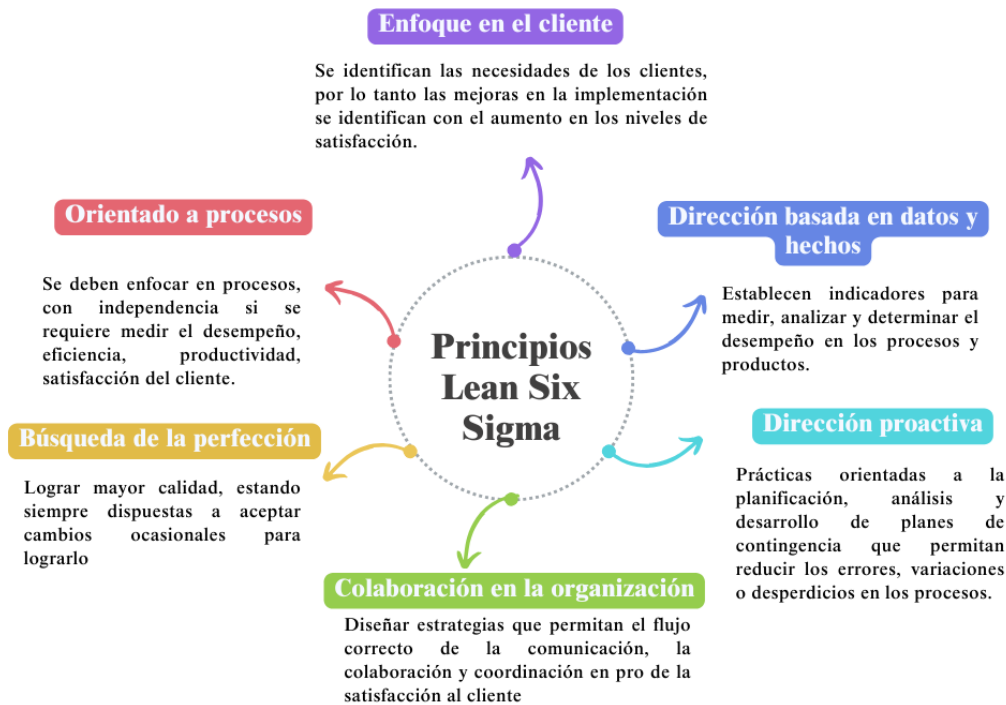 Enfoque en el cliente
Se identifican las necesidades de los clientes,
por lo tanto las mejoras en la implementación
se identifican con el aumento en los niveles de
satisfacción.
Orientado a procesos
Se deben enfocar en procesos,
con independencia si se
requiere medir el desempeño,
eficiencia, productividad,
satisfacción del cliente.
Dirección basada en datos y
hechos
Establecen indicadores para
medir, analizar y determinar el
desempeño en los procesos y
productos.
Principios
Lean Six
Sigma
Búsqueda de la perfección
Lograr mayor calidad, estando
siempre dispuestas a aceptar
cambios ocasionales para
lograrlo
Dirección proactiva
Prácticas orientadas a la
planificación, análisis y
desarrollo de planes de
contingencia que permitan
reducir los errores, variaciones
o desperdicios en los procesos.
Colaboración en la organización
Diseñar estrategias que permitan el flujo
correcto de la comunicación, la
colaboración y coordinación en pro de la
satisfacción al cliente